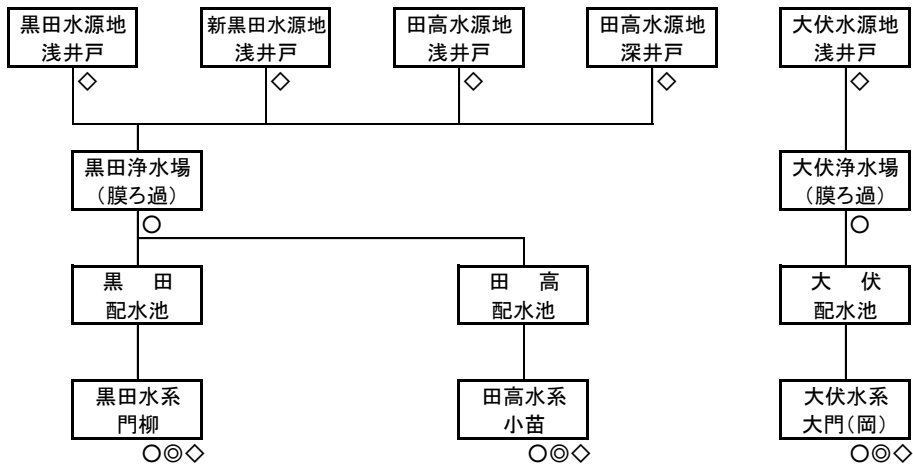 黒田水源地
浅井戸
新黒田水源地
浅井戸
田高水源地
浅井戸
田高水源地
深井戸
大伏水源地
浅井戸
◇
◇
◇
◇
◇
黒田浄水場
（膜ろ過）
大伏浄水場
（膜ろ過）
○
○
黒　田
配水池
田　高
配水池
大　伏
配水池
黒田水系
門柳
田高水系
小苗
大伏水系
大門（岡）
○◎◇
○◎◇
○◎◇